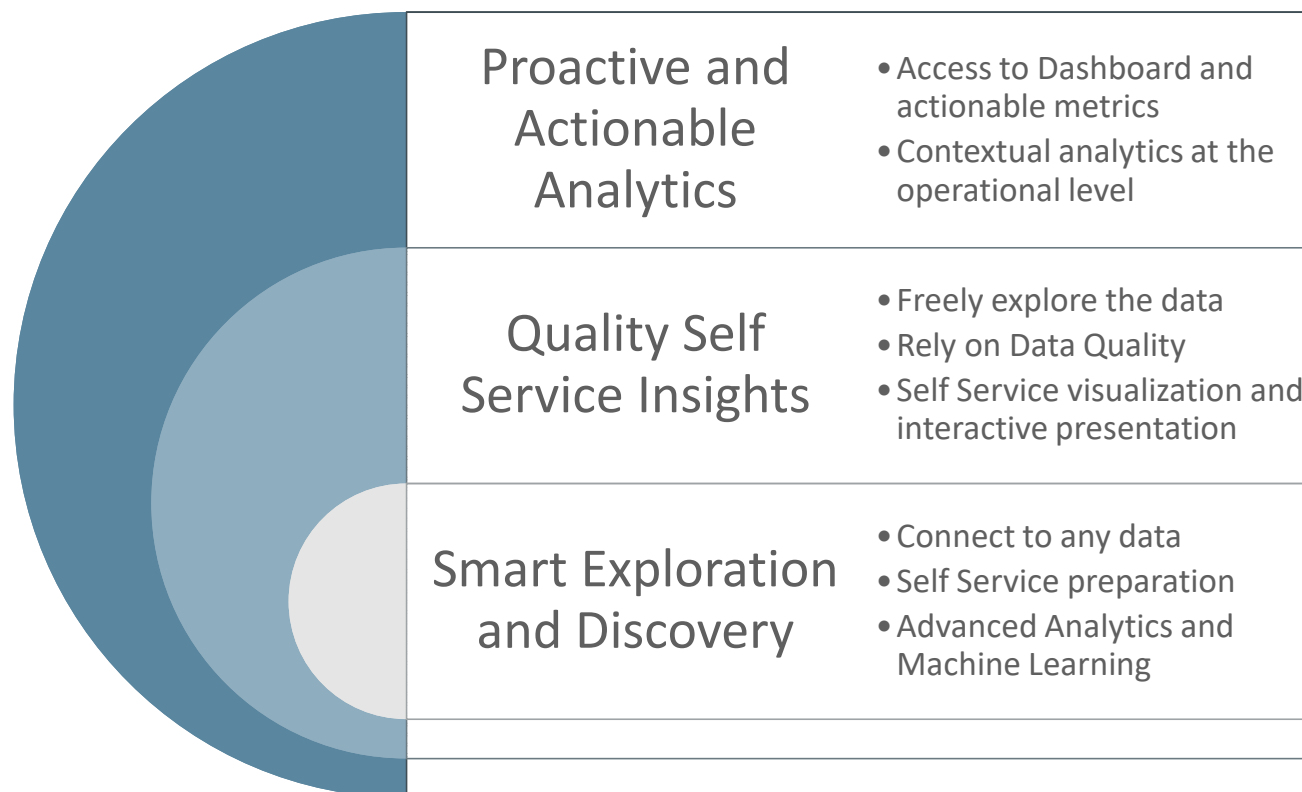 Proactive and
Actionable
Analytics
• Access to Dashboard and
actionable metrics
• Contextual analytics at the
operational level
Quality Self
Service Insights
• Freely explore the data
• Rely on Data Quality
• Self Service visualization and
interactive presentation
Smart Exploration
and Discovery
• Connect to any data
• Self Service preparation
• Advanced Analytics and
Machine Learning